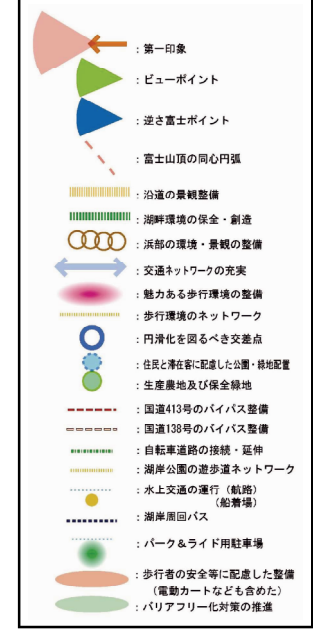 ：第一印象
：ビューポイント
：逆さ富士ポイント
：富士山頂の同心円弧
：沿道の景観整備
：湖畔環境の保全・創造
：浜部の環境・景観の整備
：交通ネットワークの充実
：魅力ある歩行環境の整備
：歩行環境のネットワーク
：円滑化を図るべき交差点
：住民と滞在客に配慮した公園・緑地配置
：生産農地及び保全緑地
：国道413号のバイパス整備
：国道138号のバイパス整備
：自転車道路の接続・延伸
：湖岸公園の遊歩道ネットワーク
：水上交通の運行（航路）
（船着場）
：湖岸周回バス
：パーク＆ライド用駐車場
：歩行者の安全等に配慮した整備
（電動カートなども含めた）
：バリアフリー化対策の推進